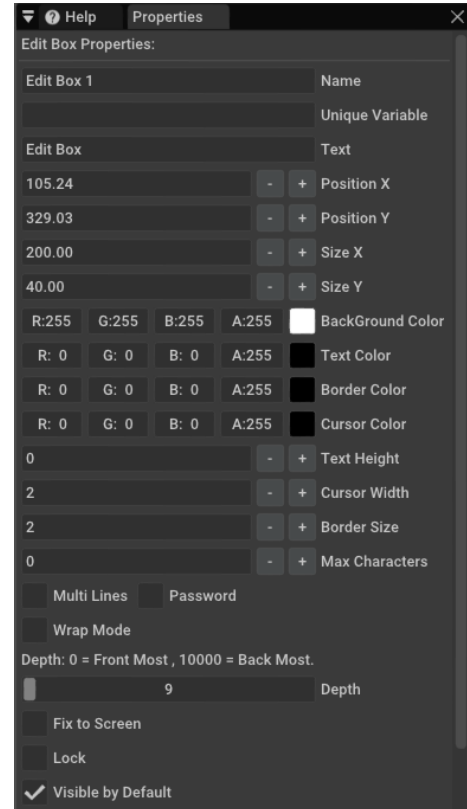 Help Properties
Edit Box Properties:
Edit Box 1 Name
Unique Variable
Edit Box Text
105.24 - + Position X
329.03 - + Position Y
200.00 - + Size X
40.00 - + Size Y
R:255 G:255 B:255 A:255 BackGround Color
R: 0 G: 0 B: 0 A:255 Text Color
R: 0 G: 0 B: 0 A:255 Border Color
R: 0 G: 0 B: 0 A:255 Cursor Color
0 - + Text Height
2 - + Cursor Width
2 - + Border Size
0 - + Max Characters
Multi Lines Password
Wrap Mode
Depth: 0 = Front Most , 10000 = Back Most.
9 Depth
Fix to Screen
Lock
Visible by Default